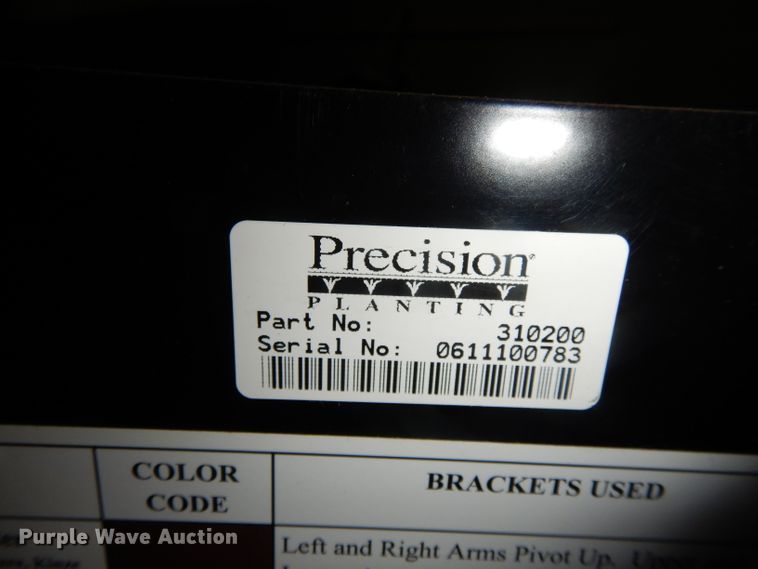 Precision
PLANTING
Part No: 310200
Serial No: 0611100783
COLOR
CODE
BRACKETS USED
Left and Right Arms Pivot Up,
Purple Wave Auction